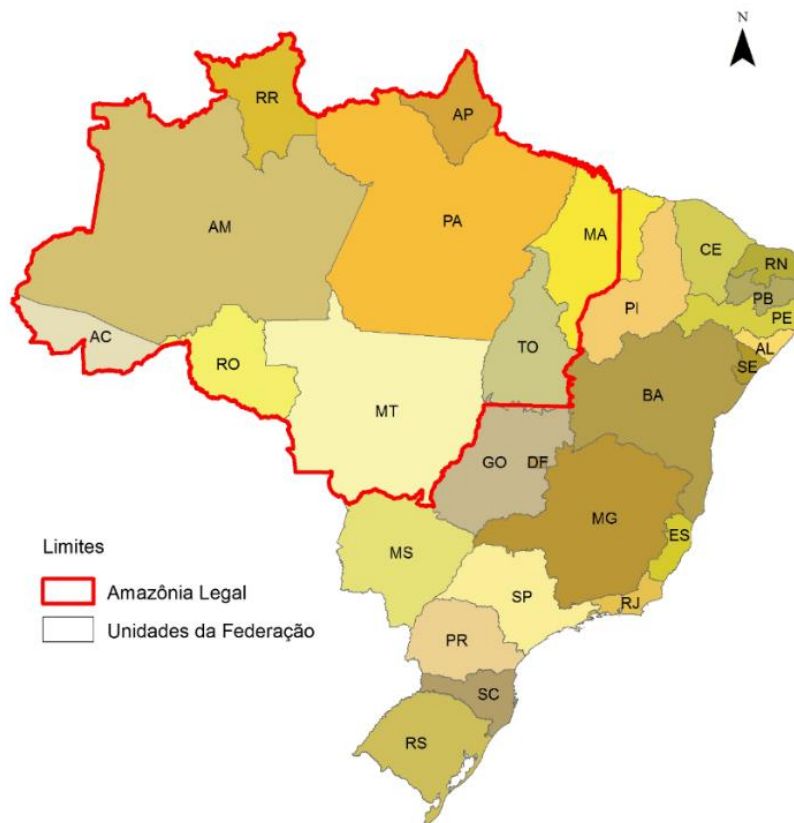 N
RR
AP
AM
PA
MA
CE
RN
PB
PE
PI
AL
SE
AC
RO
TO
BA
MT
GO
DF
MG
ES
MS
SP
RJ
PR
SC
RS
Limites
Amazônia Legal
Unidades da Federação